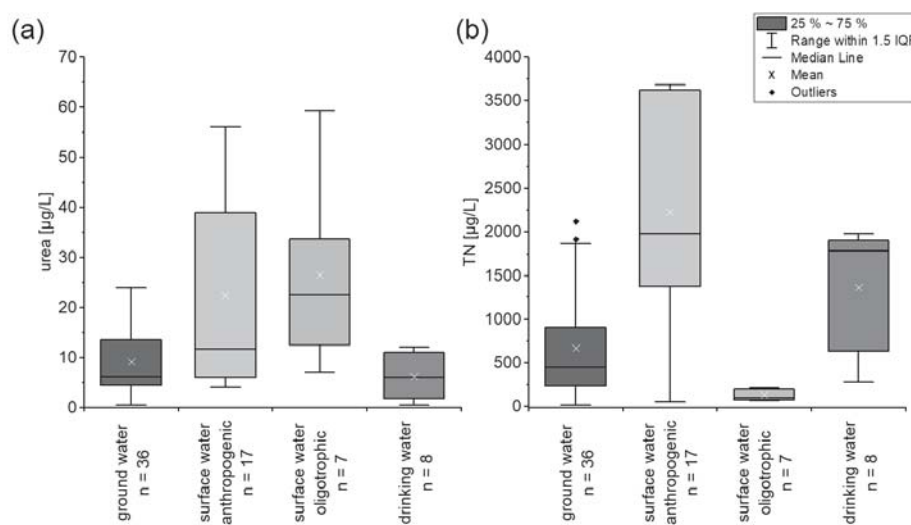 (a)
70
60
50
40
30
20
10
0
urea [µg/L]
ground water
n = 36
surface water
anthropogenic
n = 17
surface water
oligotrophic
n = 7
drinking water
n = 8
(b)
4000
3500
3000
2500
2000
1500
1000
500
0
TN [µg/L]
ground water
n = 36
surface water
anthropogenic
n = 17
surface water
oligotrophic
n = 7
drinking water
n = 8
25 % ~ 75 %
Range within 1.5 IQR
Median Line
Mean
Outliers